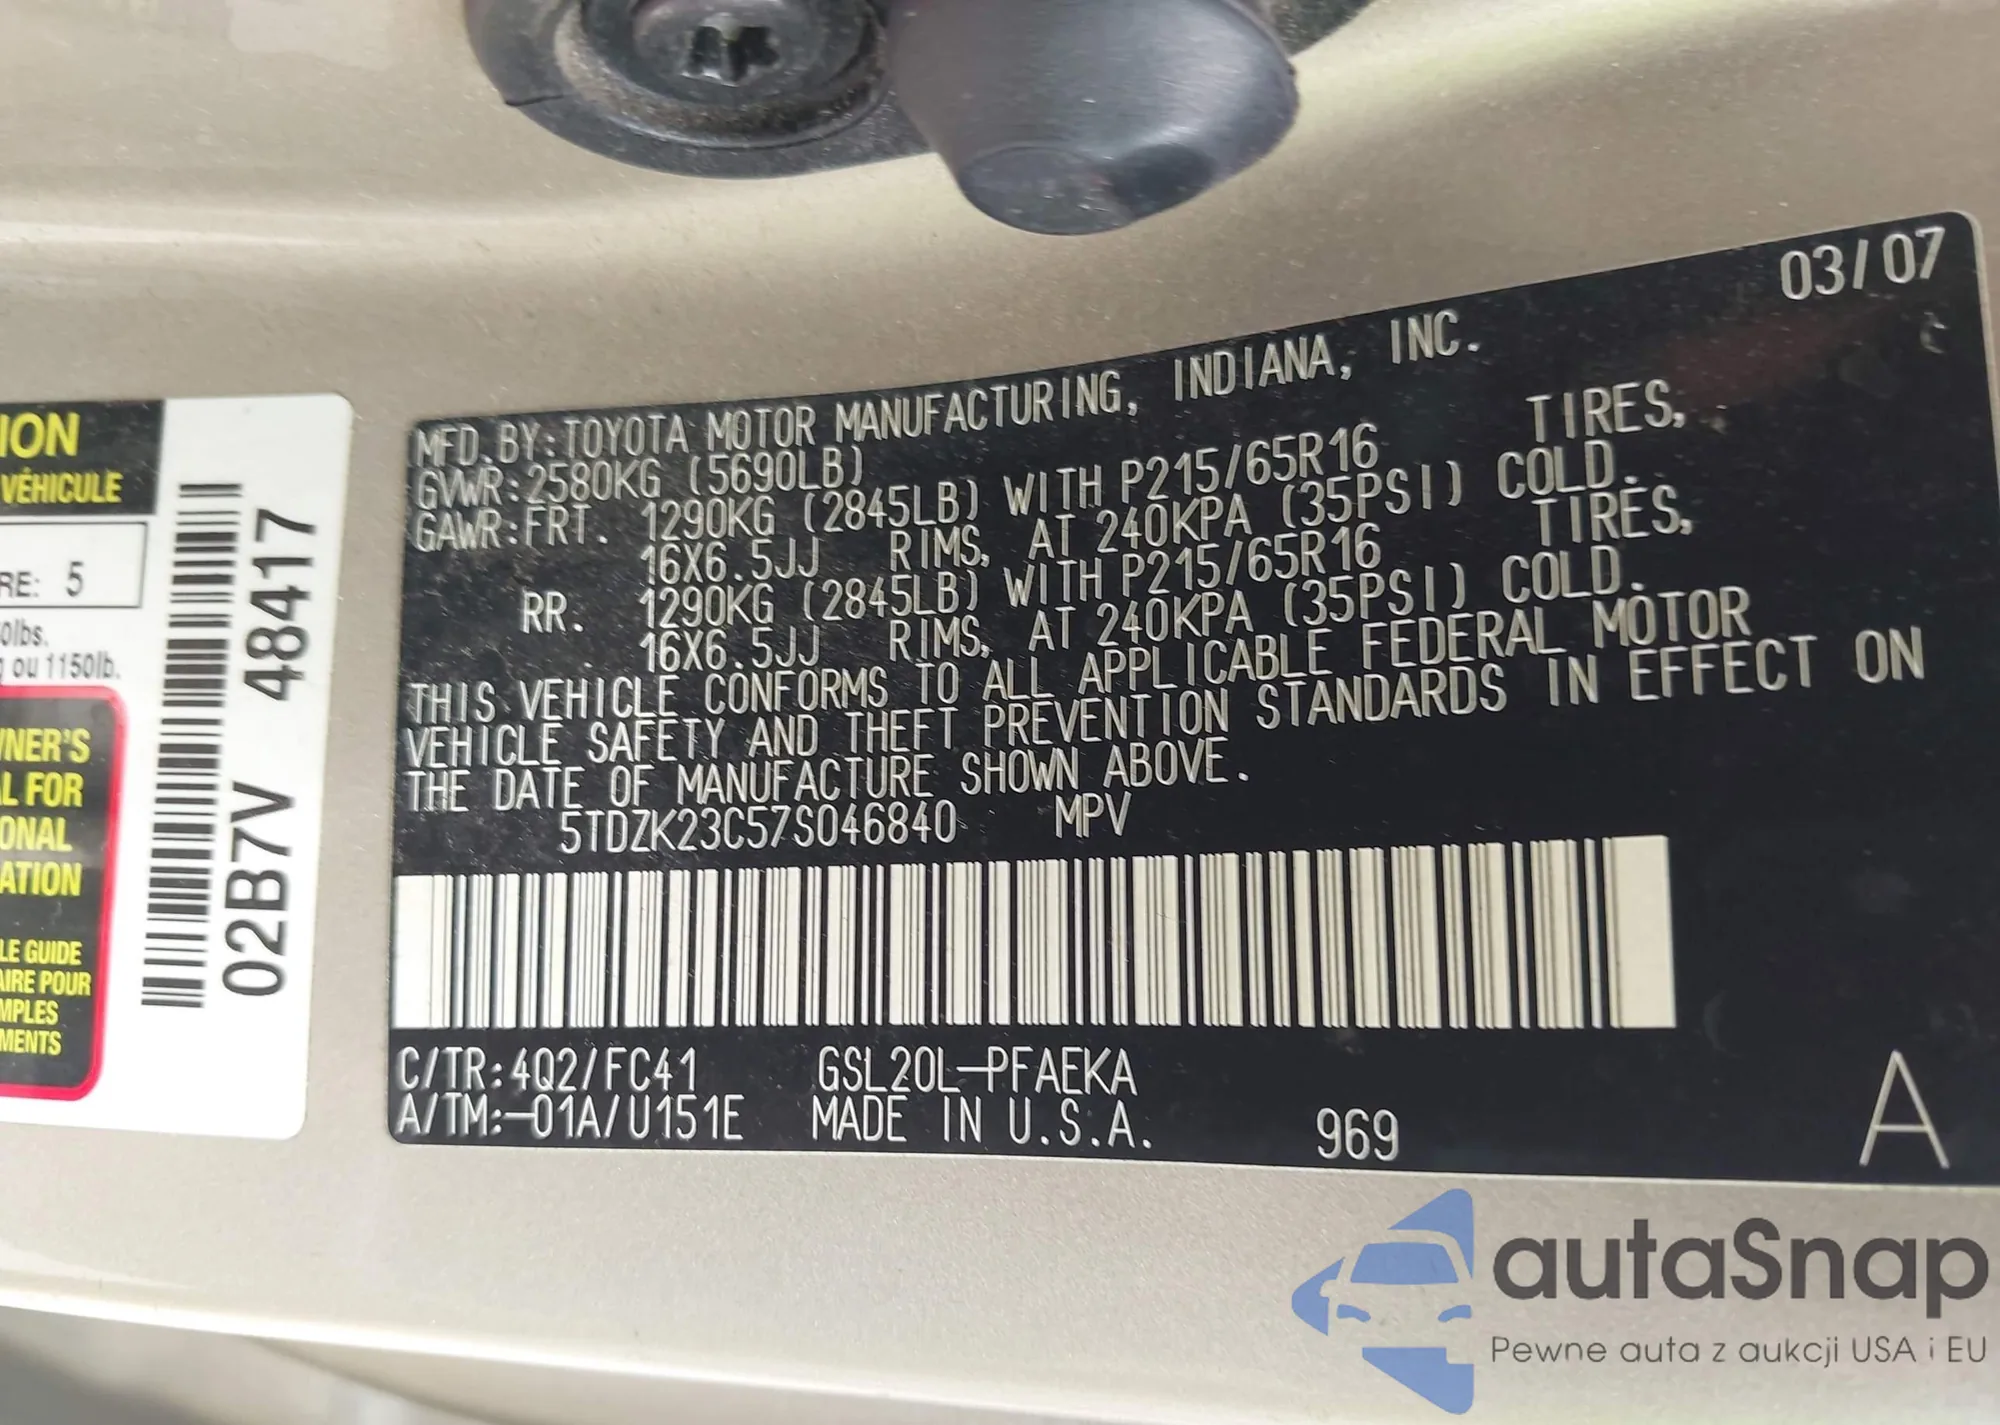 03/07
MFD.BY:TOYOTA MOTOR MANUFACTURING, INDIANA, INC.
GVWR:2580KG (5690LB)
GAWR:FRT. 1290KG (2845LB) WITH P215/65R16 TIRES,
16X6.5JJ RIMS, AT 240KPA (35PSI) COLD.
RR. 1290KG (2845LB) WITH P215/65R16 TIRES,
16X6.5JJ RIMS, AT 240KPA (35PSI) COLD.
THIS VEHICLE CONFORMS TO ALL APPLICABLE FEDERAL MOTOR
VEHICLE SAFETY AND THEFT PREVENTION STANDARDS IN EFFECT ON
THE DATE OF MANUFACTURE SHOWN ABOVE.
5TDZK23C57S046840 MPV
C/TR:4Q2/FC41 GSL20L-PFAEKA
A/TM:-01A/U151E MADE IN U.S.A. 969 A
ION
VÉHICULE
RE: 5
0lbs.
g ou 1150lb.
WNER'S
AL FOR
ONAL
ATION
LE GUIDE
AIRE POUR
MPLES
MENTS
02B7V 48417
autaSnap
Pewne auta z aukcji USA i EU